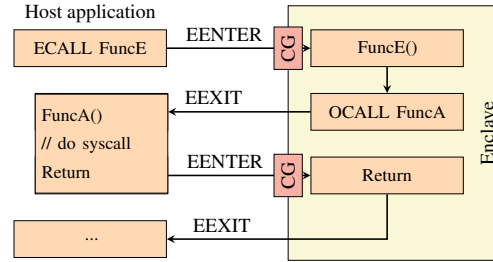 Host application
ECALL FuncE
EENTER
CG
FuncE()
EEXIT
OCALL FuncA
FuncA()
// do syscall
Return
EENTER
CG
Return
EEXIT
...
Enclave